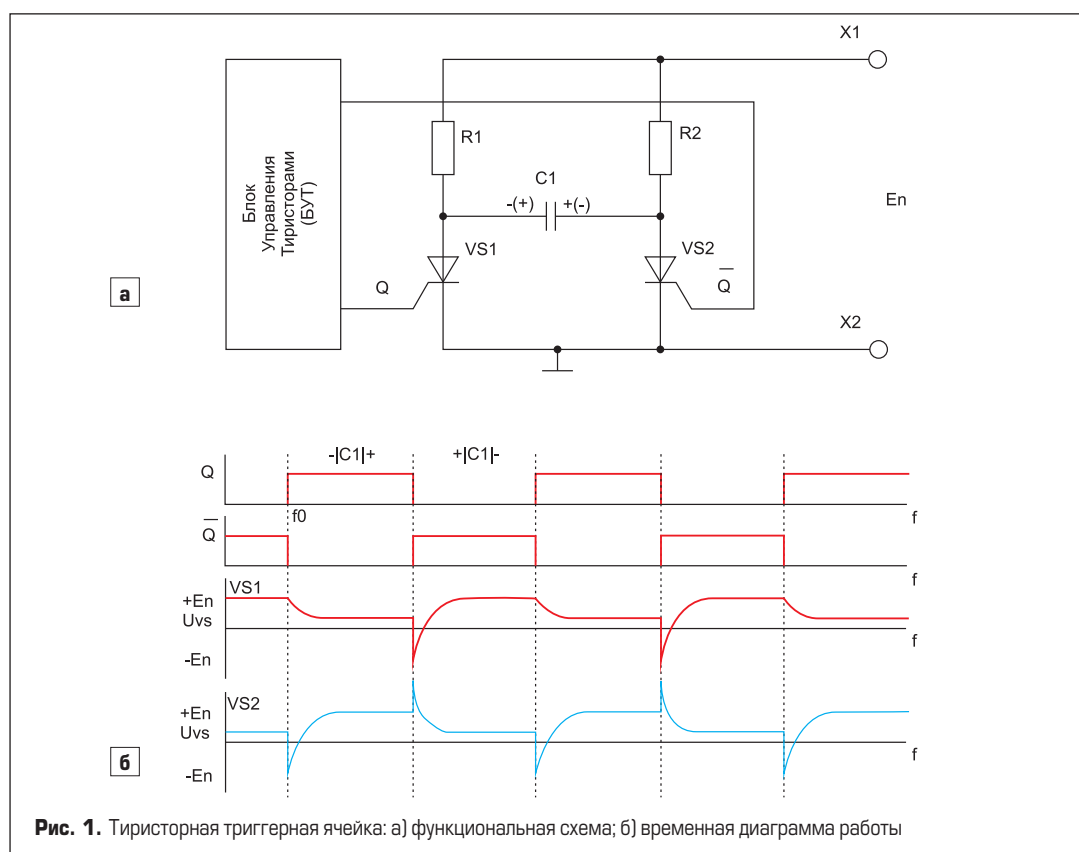 X1
R1
R2
Блок
Управления
Тиристорами
(БУТ)
C1
-(+)
+(-)
En
VS1
VS2
Q
Q̅
а
X2
-|C1|+
+|C1|-
Q
f0
f
Q̅
f
VS1
+En
Uvs
f
-En
VS2
+En
Uvs
f
-En
б
Рис. 1. Тиристорная триггерная ячейка: а) функциональная схема; б) временная диаграмма работы